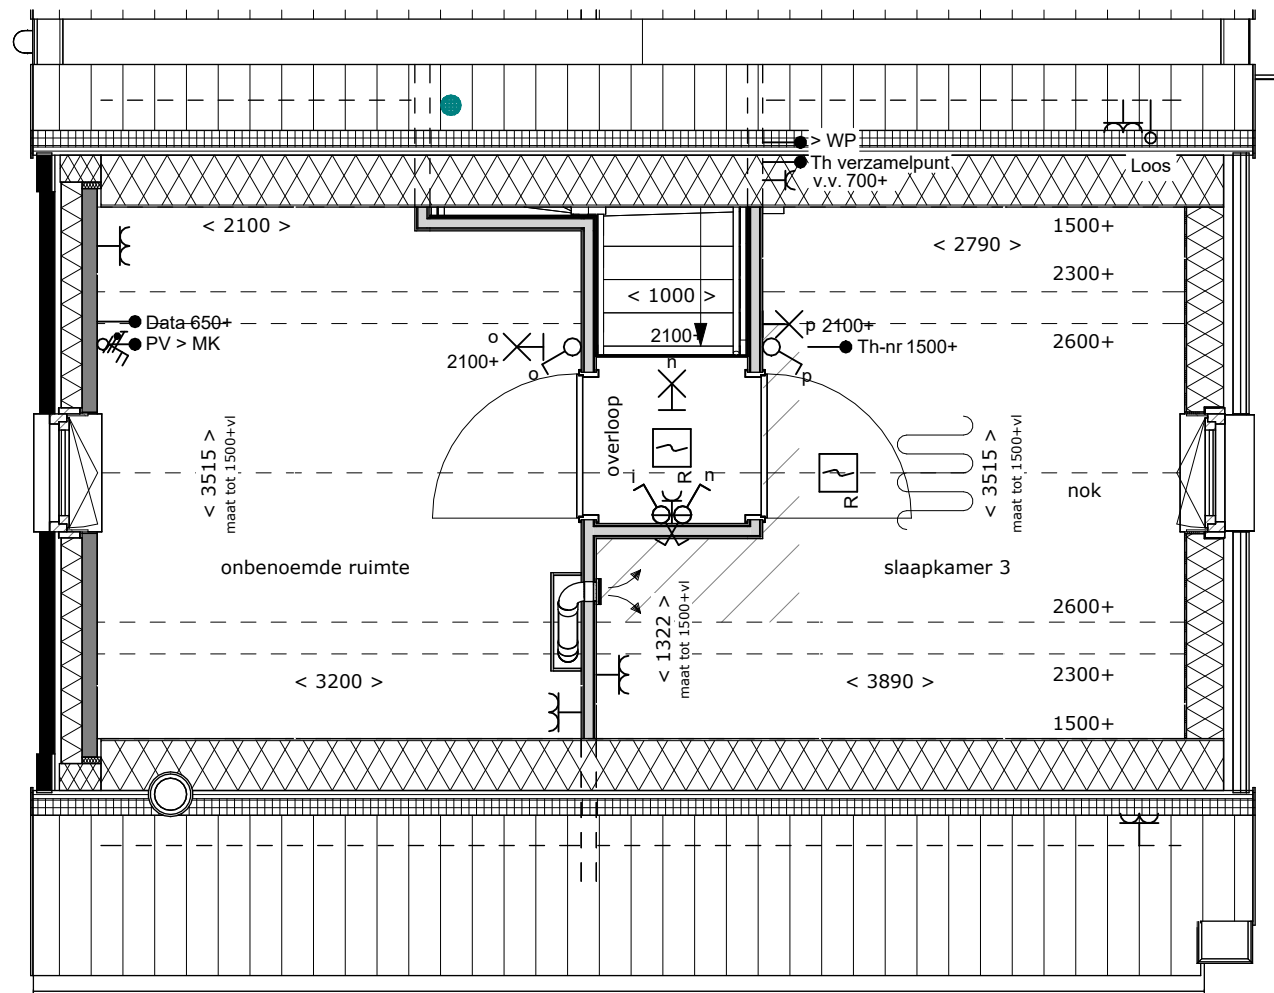 > WP
Th verzamelpunt
v.v. 700+
Loos
< 2100 >
1500+
< 2790 >
2300+
< 1000 >
Data 650+
PV > MK
o
2100+
2100+
p 2100+
2600+
Th-nr 1500+
o
n
p
overloop
< 3515 >
maat tot 1500+vl
i
R
n
R
< 3515 >
maat tot 1500+vl
nok
onbenoemde ruimte
slaapkamer 3
< 1322 >
maat tot 1500+vl
2600+
< 3200 >
< 3890 >
2300+
1500+